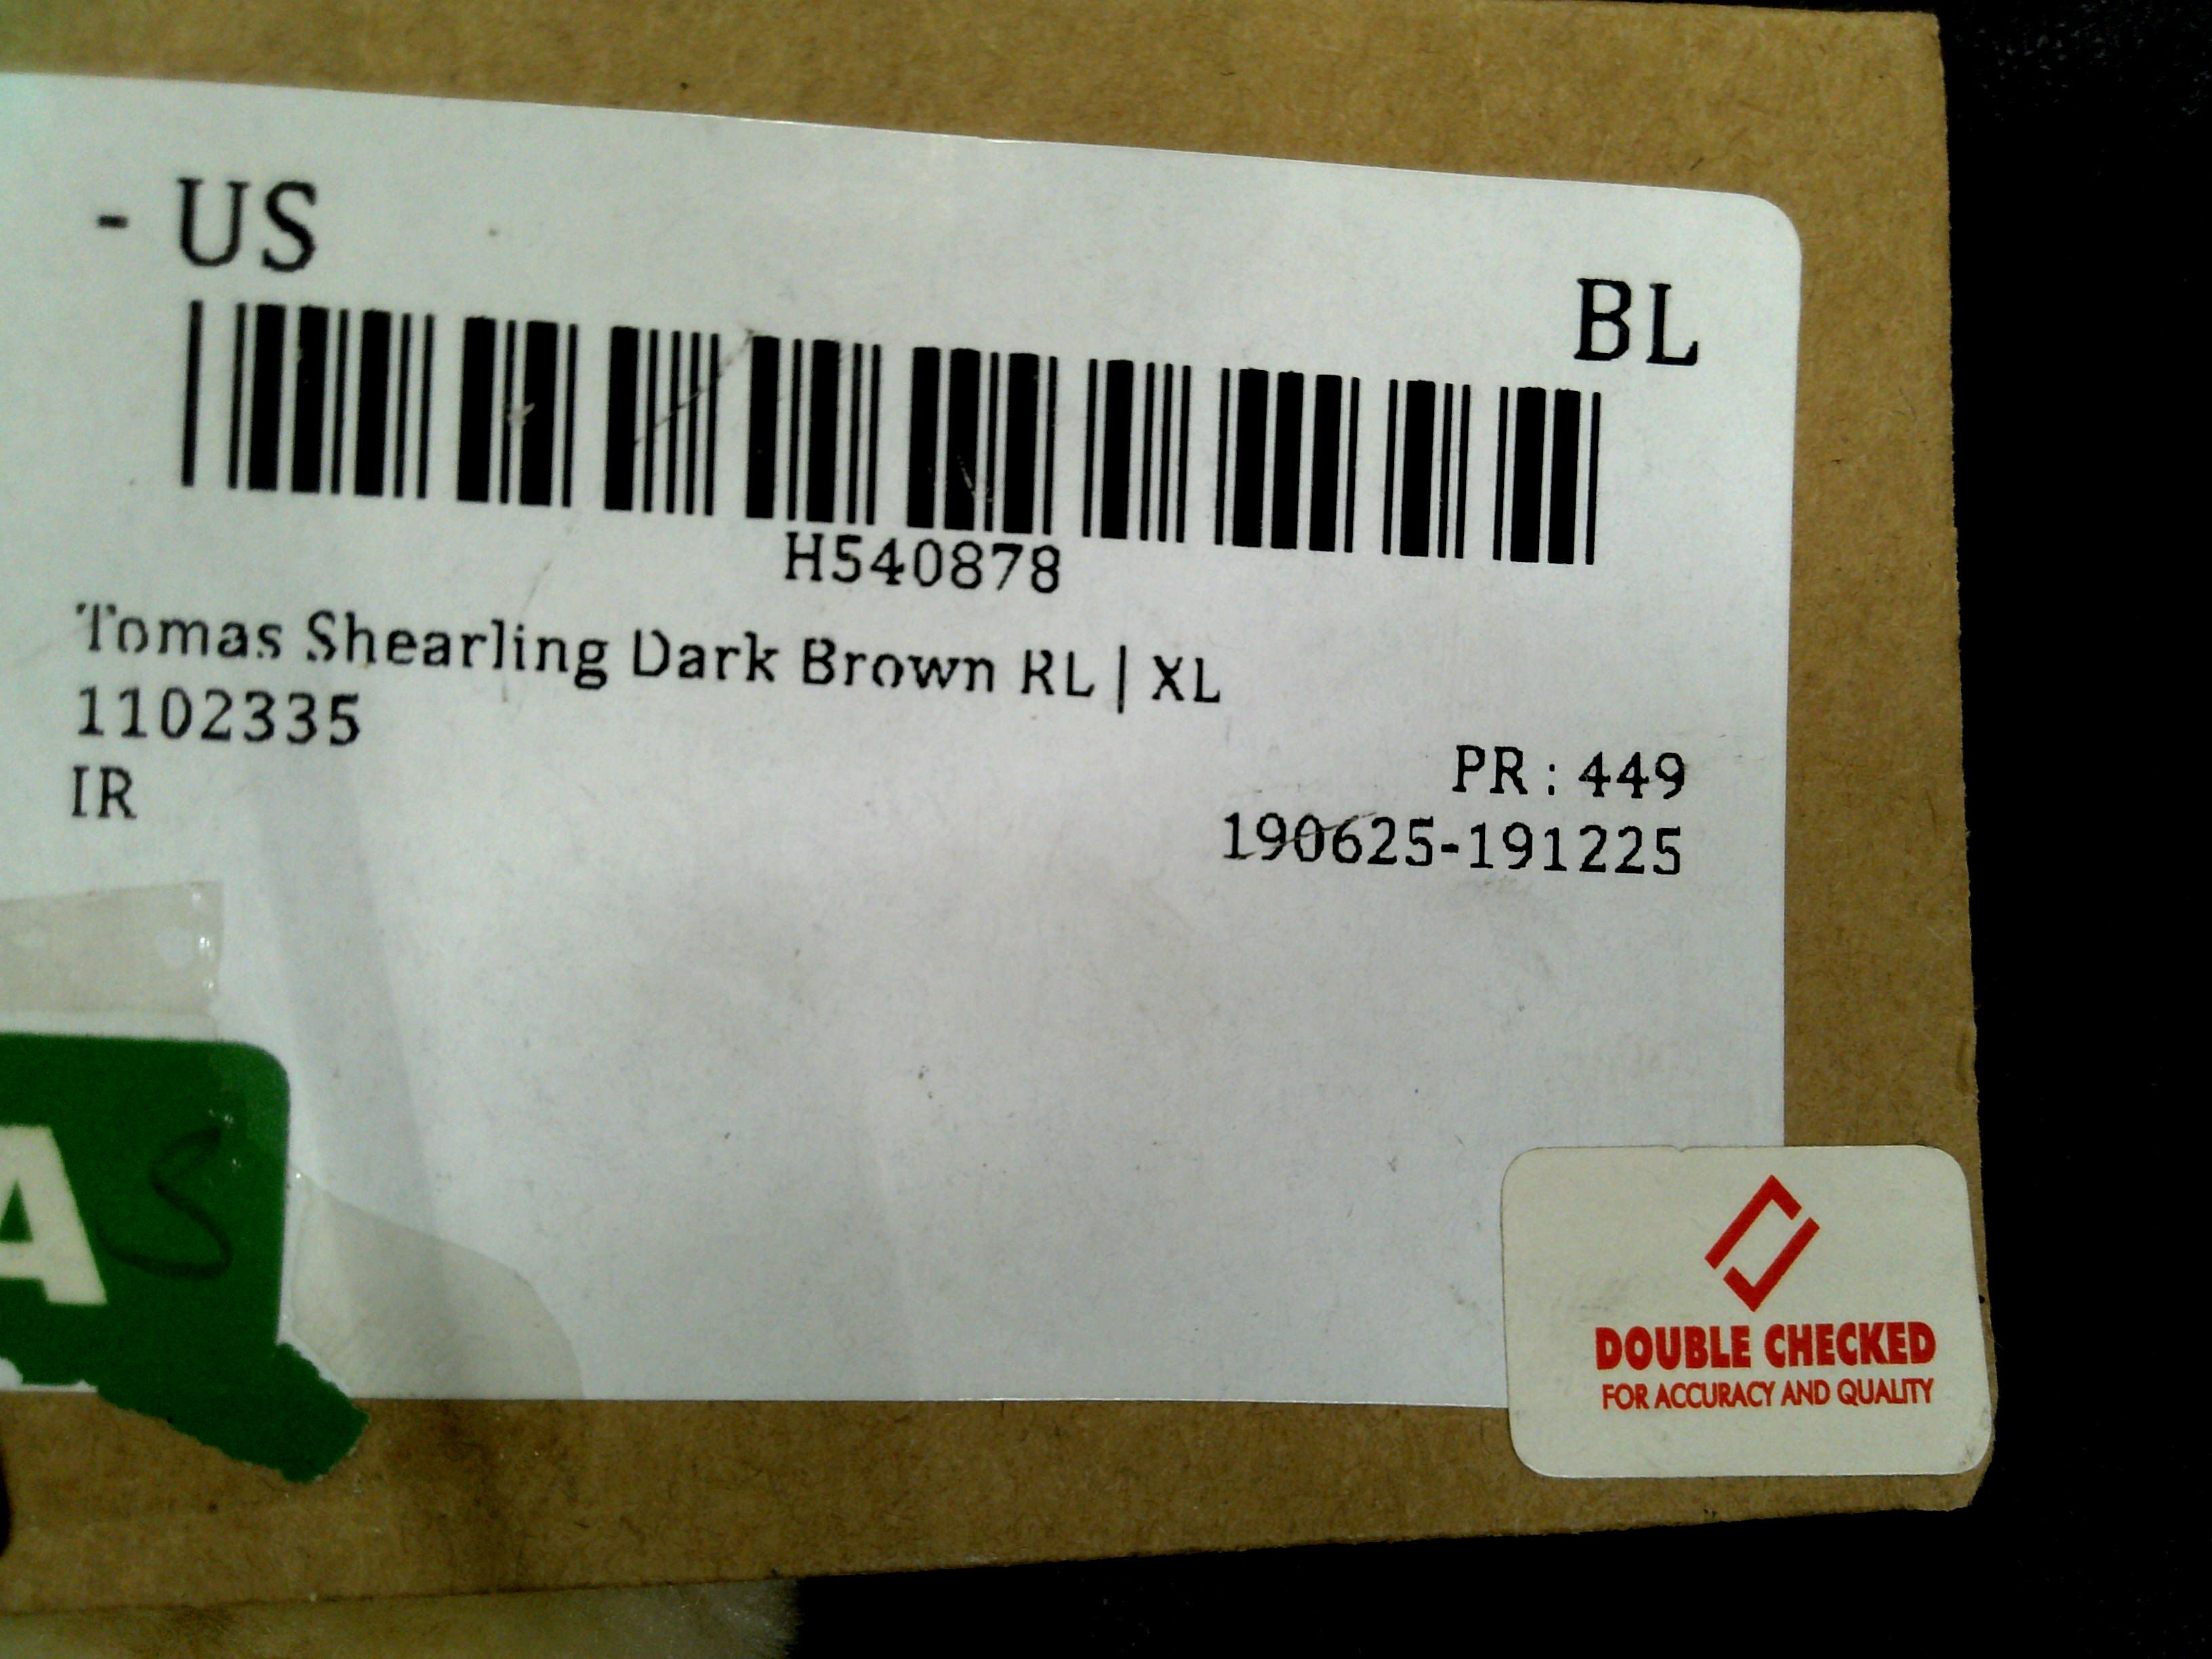 - US
BL
H540878
Tomas Shearling Dark Brown RL | XL
1102335
PR : 449
IR
190625-191225
A S
DOUBLE CHECKED
FOR ACCURACY AND QUALITY